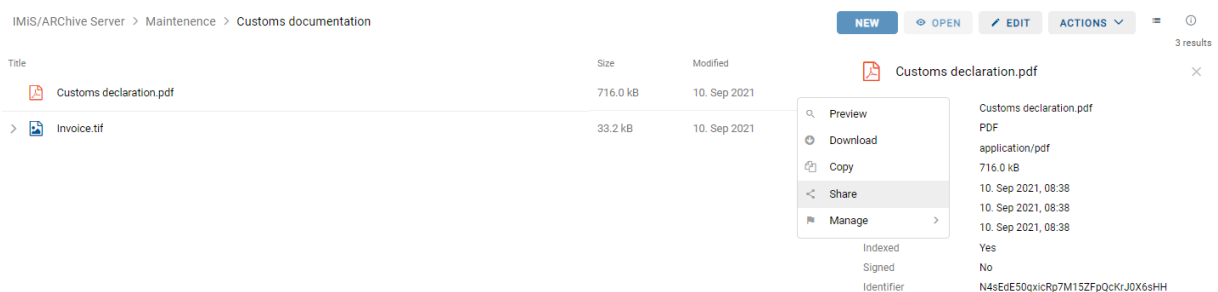 IMiS/ARChive Server > Maintenence > Customs documentation
NEW OPEN EDIT ACTIONS
3 results
Title Size Modified
Customs declaration.pdf 716.0 kB 10. Sep 2021
Invoice.tif 33.2 kB 10. Sep 2021
Customs declaration.pdf
Preview
Download
Copy
Share
Manage
Customs declaration.pdf
PDF
application/pdf
716.0 kB
10. Sep 2021, 08:38
10. Sep 2021, 08:38
10. Sep 2021, 08:38
Indexed Yes
Signed No
Identifier N4sEdE50qxicRp7M15ZFpQcKrJ0X6sHH